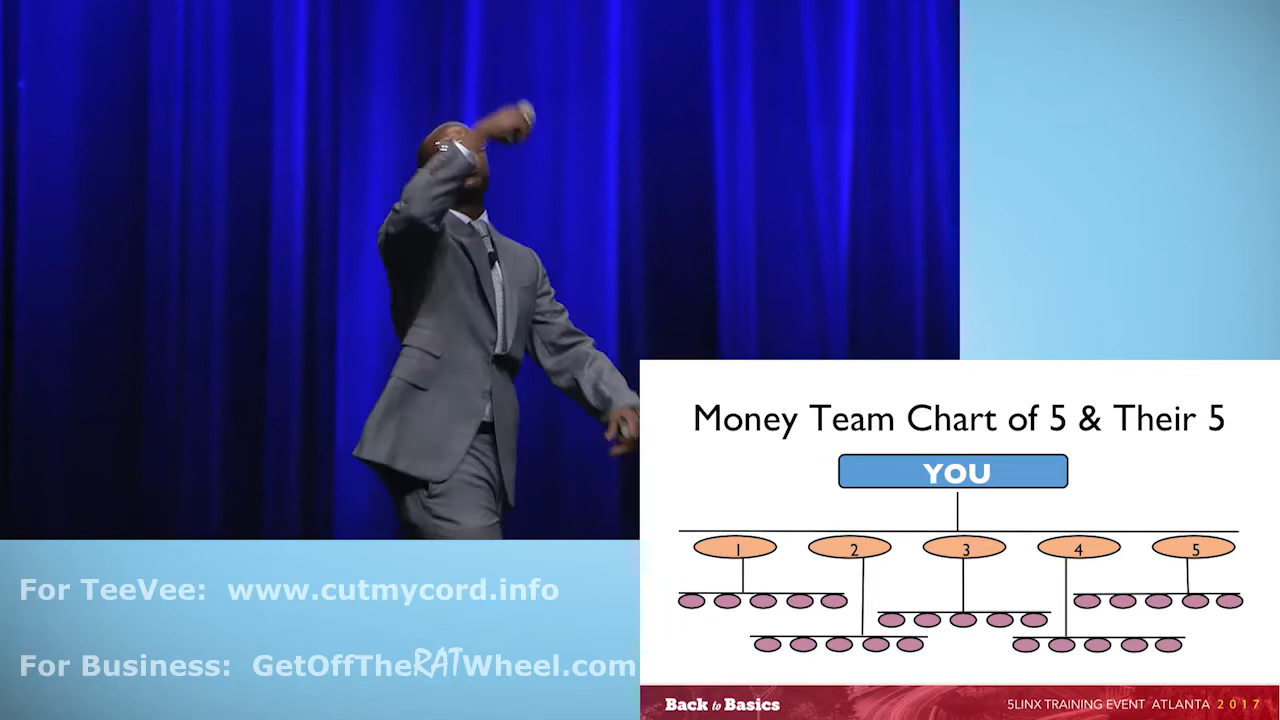 Money Team Chart of 5 & Their 5
YOU
1 2 3 4 5
For TeeVee: www.cutmycord.info
For Business: GetOffTheRATWheel.com
Back to Basics
5LINX TRAINING EVENT ATLANTA 2017